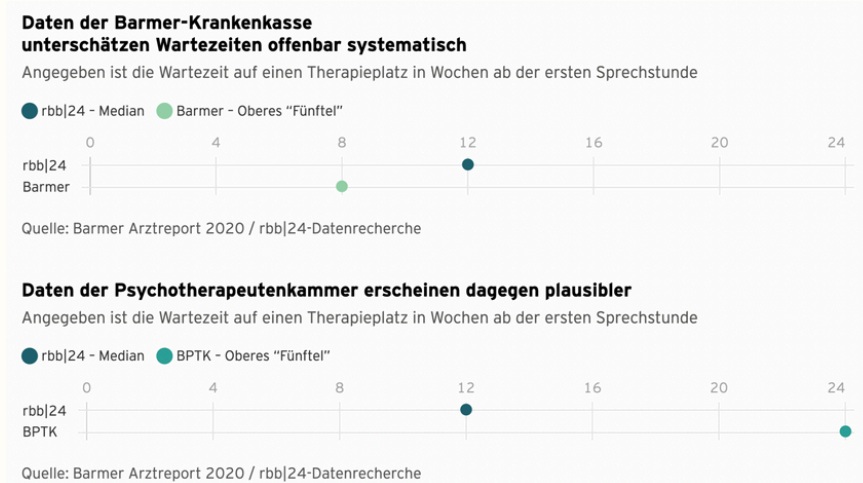 Daten der Barmer-Krankenkasse
unterschätzen Wartezeiten offenbar systematisch
Angegeben ist die Wartezeit auf einen Therapieplatz in Wochen ab der ersten Sprechstunde
rbb|24 – Median Barmer – Oberes “Fünftel”
0 4 8 12 16 20 24
rbb|24
Barmer
Quelle: Barmer Arztreport 2020 / rbb|24-Datenrecherche
Daten der Psychotherapeutenkammer erscheinen dagegen plausibler
Angegeben ist die Wartezeit auf einen Therapieplatz in Wochen ab der ersten Sprechstunde
rbb|24 – Median BPTK – Oberes “Fünftel”
0 4 8 12 16 20 24
rbb|24
BPTK
Quelle: Barmer Arztreport 2020 / rbb|24-Datenrecherche